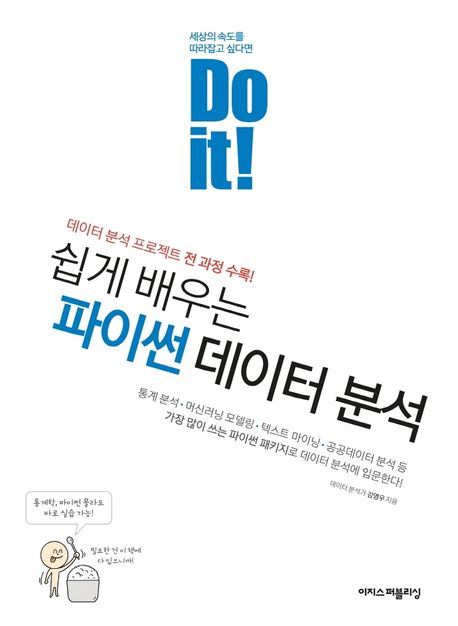 세상의 속도를
따라잡고 싶다면
Do
it!
데이터 분석 프로젝트 전 과정 수록!
쉽게 배우는
파이썬 데이터 분석
통계 분석 · 머신러닝 모델링 · 텍스트 마이닝 · 공공데이터 분석 등
가장 많이 쓰는 파이썬 패키지로 데이터 분석에 입문한다!
데이터 분석가 김영우 지음
통계학, 파이썬 몰라도
바로 실습 가능!
필요한 건 이 책에
다 있으니까!
이지스 퍼블리싱